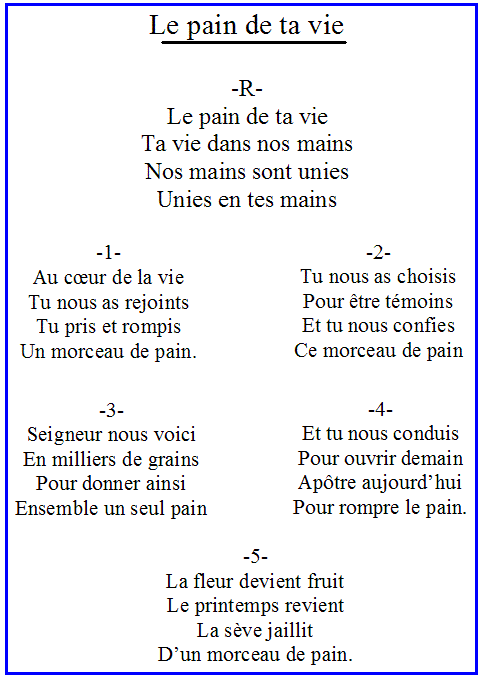 Le pain de ta vie
-R-
Le pain de ta vie
Ta vie dans nos mains
Nos mains sont unies
Unies en tes mains
-1-
Au cœur de la vie
Tu nous as rejoints
Tu pris et rompis
Un morceau de pain.
-2-
Tu nous as choisis
Pour être témoins
Et tu nous confies
Ce morceau de pain
-3-
Seigneur nous voici
En milliers de grains
Pour donner ainsi
Ensemble un seul pain
-4-
Et tu nous conduis
Pour ouvrir demain
Apôtre aujourd’hui
Pour rompre le pain.
-5-
La fleur devient fruit
Le printemps revient
La sève jaillit
D’un morceau de pain.